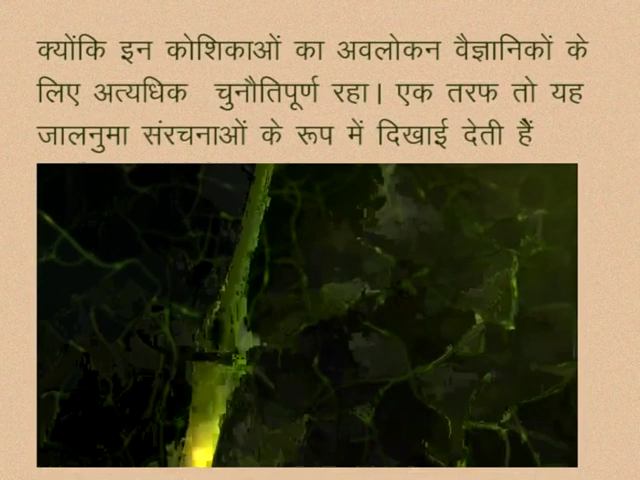 क्योंकि इन कोशिकाओं का अवलोकन वैज्ञानिकों के
लिए अत्यधिक चुनौतिपूर्ण रहा। एक तरफ तो यह
जालनुमा संरचनाओं के रूप में दिखाई देती हैं